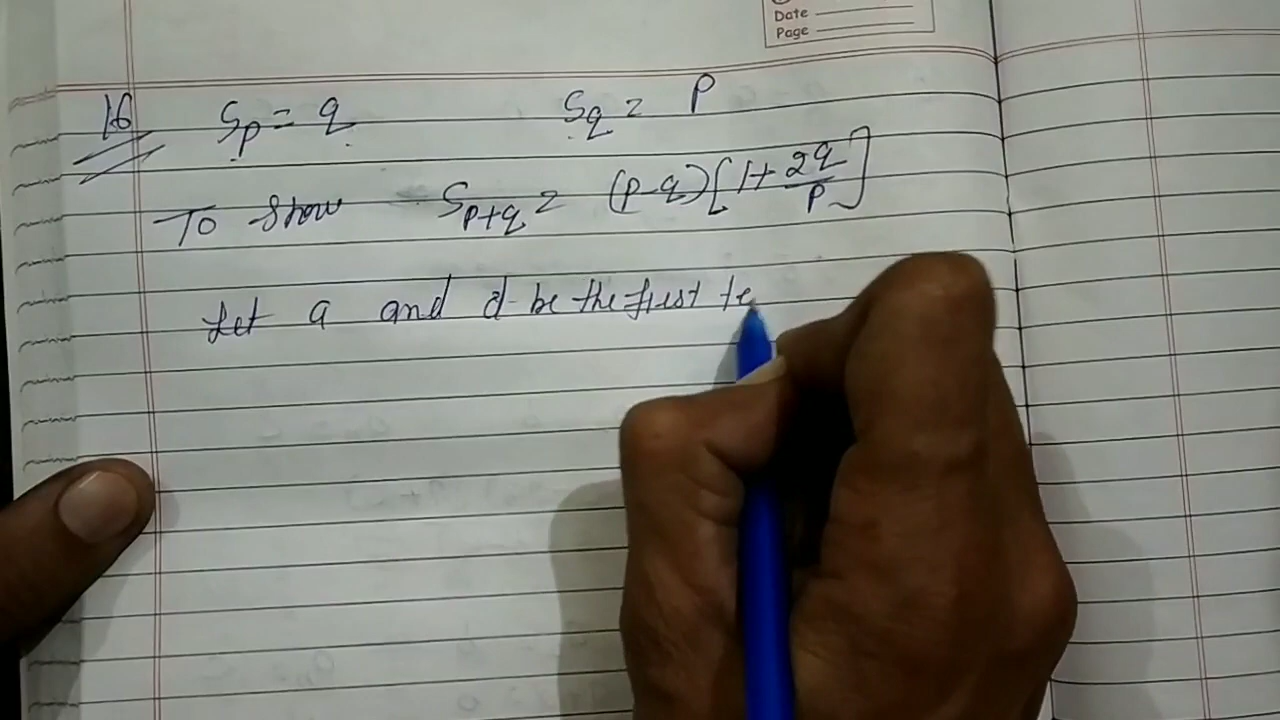 Date
Page
16 Sp = q Sq = P
To show Sp+q = (p-q)[1+ 2q/p]
Let a and d be the first te